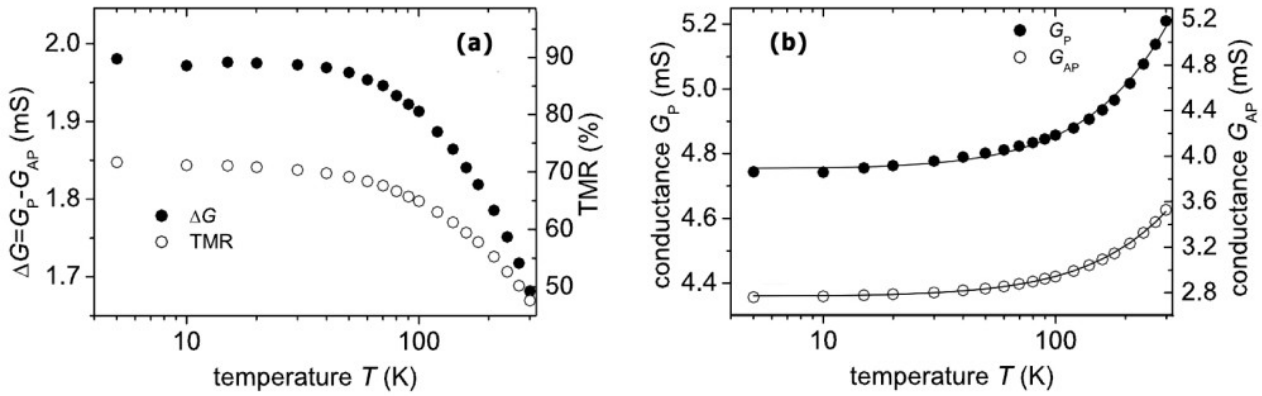 (a)
2.0
1.9
1.8
1.7
ΔG=G_P-G_AP (mS)
ΔG
TMR
90
80
70
60
50
TMR (%)
10
100
temperature T (K)
(b)
G_P
G_AP
5.2
5.0
4.8
4.6
4.4
conductance G_P (mS)
5.2
4.8
4.4
4.0
3.6
3.2
2.8
conductance G_AP (mS)
10
100
temperature T (K)